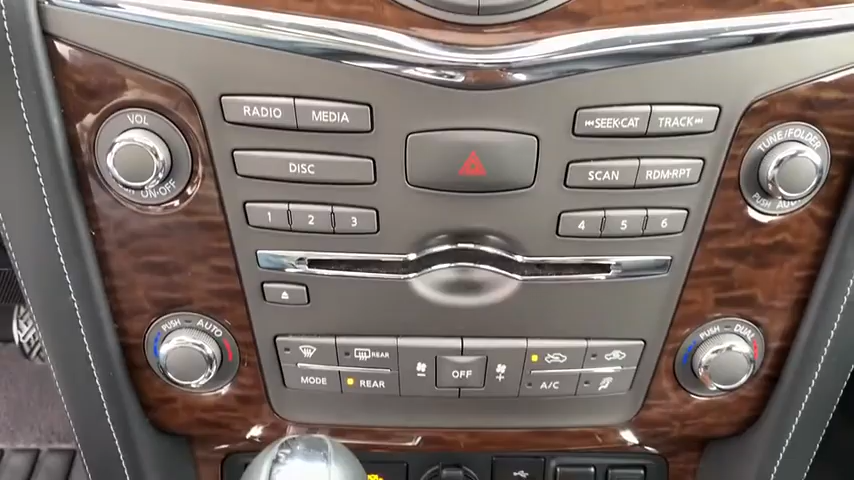 VOL
PUSH ON·OFF
RADIO MEDIA
DISC
1 2 3
SEEK·CAT TRACK
SCAN RDM·RPT
4 5 6
TUNE/FOLDER
PUSH AUDIO
PUSH AUTO
REAR
MODE REAR
OFF
A/C
PUSH DUAL